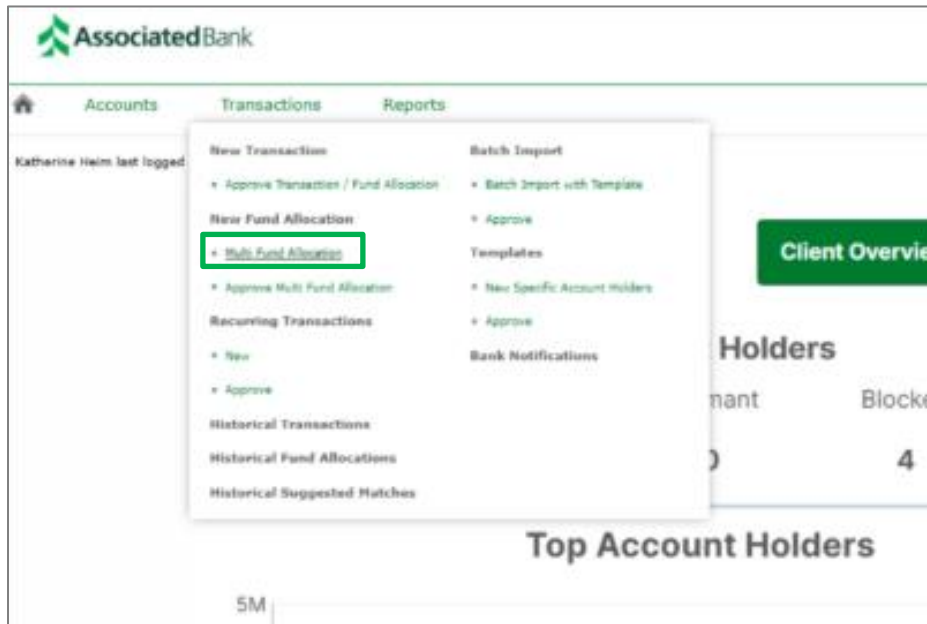 AssociatedBank
Accounts Transactions Reports
Katherine Heim last logged
New Transaction
• Approve Transaction / Fund Allocation
New Fund Allocation
• Multi Fund Allocation
• Approve Multi Fund Allocation
Recurring Transactions
• New
• Approve
Historical Transactions
Historical Fund Allocations
Historical Suggested Matches
Batch Import
• Batch Import with Template
• Approve
Templates
• New Specific Account Holders
• Approve
Bank Notifications
Client Overvie
Holders
mant Blocke
4
Top Account Holders
5M